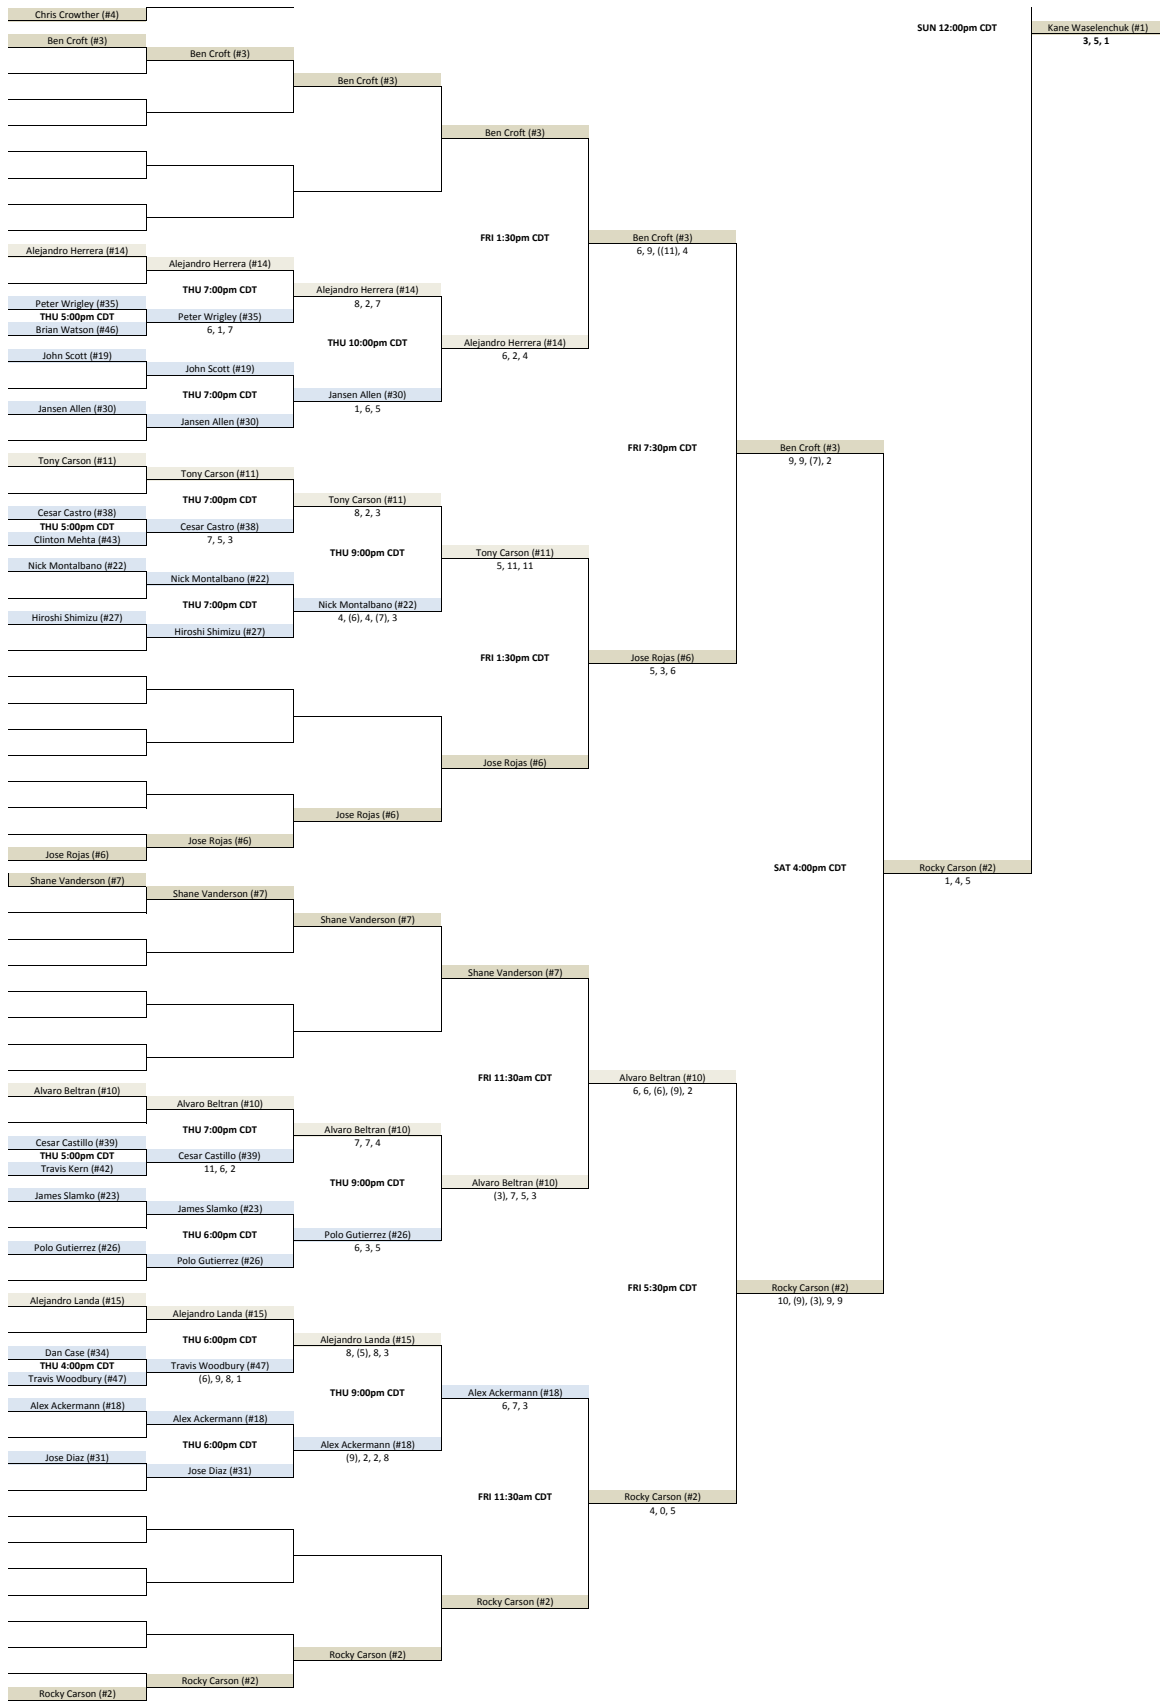 Chris Crowther (#4)
SUN 12:00pm CDT
Kane Waselenchuk (#1)
3, 5, 1
Ben Croft (#3)
Ben Croft (#3)
Ben Croft (#3)
Ben Croft (#3)
FRI 1:30pm CDT
Ben Croft (#3)
6, 9, ((11), 4
Alejandro Herrera (#14)
Alejandro Herrera (#14)
THU 7:00pm CDT
Alejandro Herrera (#14)
8, 2, 7
Peter Wrigley (#35)
THU 5:00pm CDT
Brian Watson (#46)
Peter Wrigley (#35)
6, 1, 7
THU 10:00pm CDT
Alejandro Herrera (#14)
6, 2, 4
John Scott (#19)
John Scott (#19)
THU 7:00pm CDT
Jansen Allen (#30)
1, 6, 5
Jansen Allen (#30)
Jansen Allen (#30)
FRI 7:30pm CDT
Ben Croft (#3)
9, 9, (7), 2
Tony Carson (#11)
Tony Carson (#11)
THU 7:00pm CDT
Tony Carson (#11)
8, 2, 3
Cesar Castro (#38)
THU 5:00pm CDT
Clinton Mehta (#43)
Cesar Castro (#38)
7, 5, 3
THU 9:00pm CDT
Tony Carson (#11)
5, 11, 11
Nick Montalbano (#22)
Nick Montalbano (#22)
THU 7:00pm CDT
Nick Montalbano (#22)
4, (6), 4, (7), 3
Hiroshi Shimizu (#27)
Hiroshi Shimizu (#27)
FRI 1:30pm CDT
Jose Rojas (#6)
5, 3, 6
Jose Rojas (#6)
Jose Rojas (#6)
Jose Rojas (#6)
Jose Rojas (#6)
SAT 4:00pm CDT
Rocky Carson (#2)
1, 4, 5
Shane Vanderson (#7)
Shane Vanderson (#7)
Shane Vanderson (#7)
Shane Vanderson (#7)
FRI 11:30am CDT
Alvaro Beltran (#10)
6, 6, (6), (9), 2
Alvaro Beltran (#10)
Alvaro Beltran (#10)
THU 7:00pm CDT
Alvaro Beltran (#10)
7, 7, 4
Cesar Castillo (#39)
THU 5:00pm CDT
Travis Kern (#42)
Cesar Castillo (#39)
11, 6, 2
THU 9:00pm CDT
Alvaro Beltran (#10)
(3), 7, 5, 3
James Slamko (#23)
James Slamko (#23)
THU 6:00pm CDT
Polo Gutierrez (#26)
6, 3, 5
Polo Gutierrez (#26)
Polo Gutierrez (#26)
FRI 5:30pm CDT
Rocky Carson (#2)
10, (9), (3), 9, 9
Alejandro Landa (#15)
Alejandro Landa (#15)
THU 6:00pm CDT
Alejandro Landa (#15)
8, (5), 8, 3
Dan Case (#34)
THU 4:00pm CDT
Travis Woodbury (#47)
Travis Woodbury (#47)
(6), 9, 8, 1
THU 9:00pm CDT
Alex Ackermann (#18)
6, 7, 3
Alex Ackermann (#18)
Alex Ackermann (#18)
THU 6:00pm CDT
Alex Ackermann (#18)
(9), 2, 2, 8
Jose Diaz (#31)
Jose Diaz (#31)
FRI 11:30am CDT
Rocky Carson (#2)
4, 0, 5
Rocky Carson (#2)
Rocky Carson (#2)
Rocky Carson (#2)
Rocky Carson (#2)